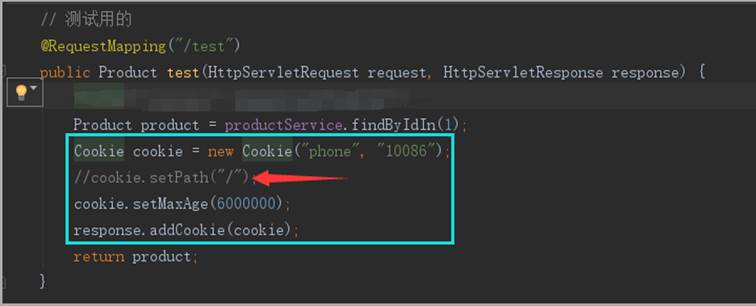 // 测试用的
@RequestMapping("/test")
public Product test(HttpServletRequest request, HttpServletResponse response) {
Product product = productService.findByIdIn(1);
Cookie cookie = new Cookie("phone", "10086");
//cookie.setPath("/");
cookie.setMaxAge(6000000);
response.addCookie(cookie);
return product;
}